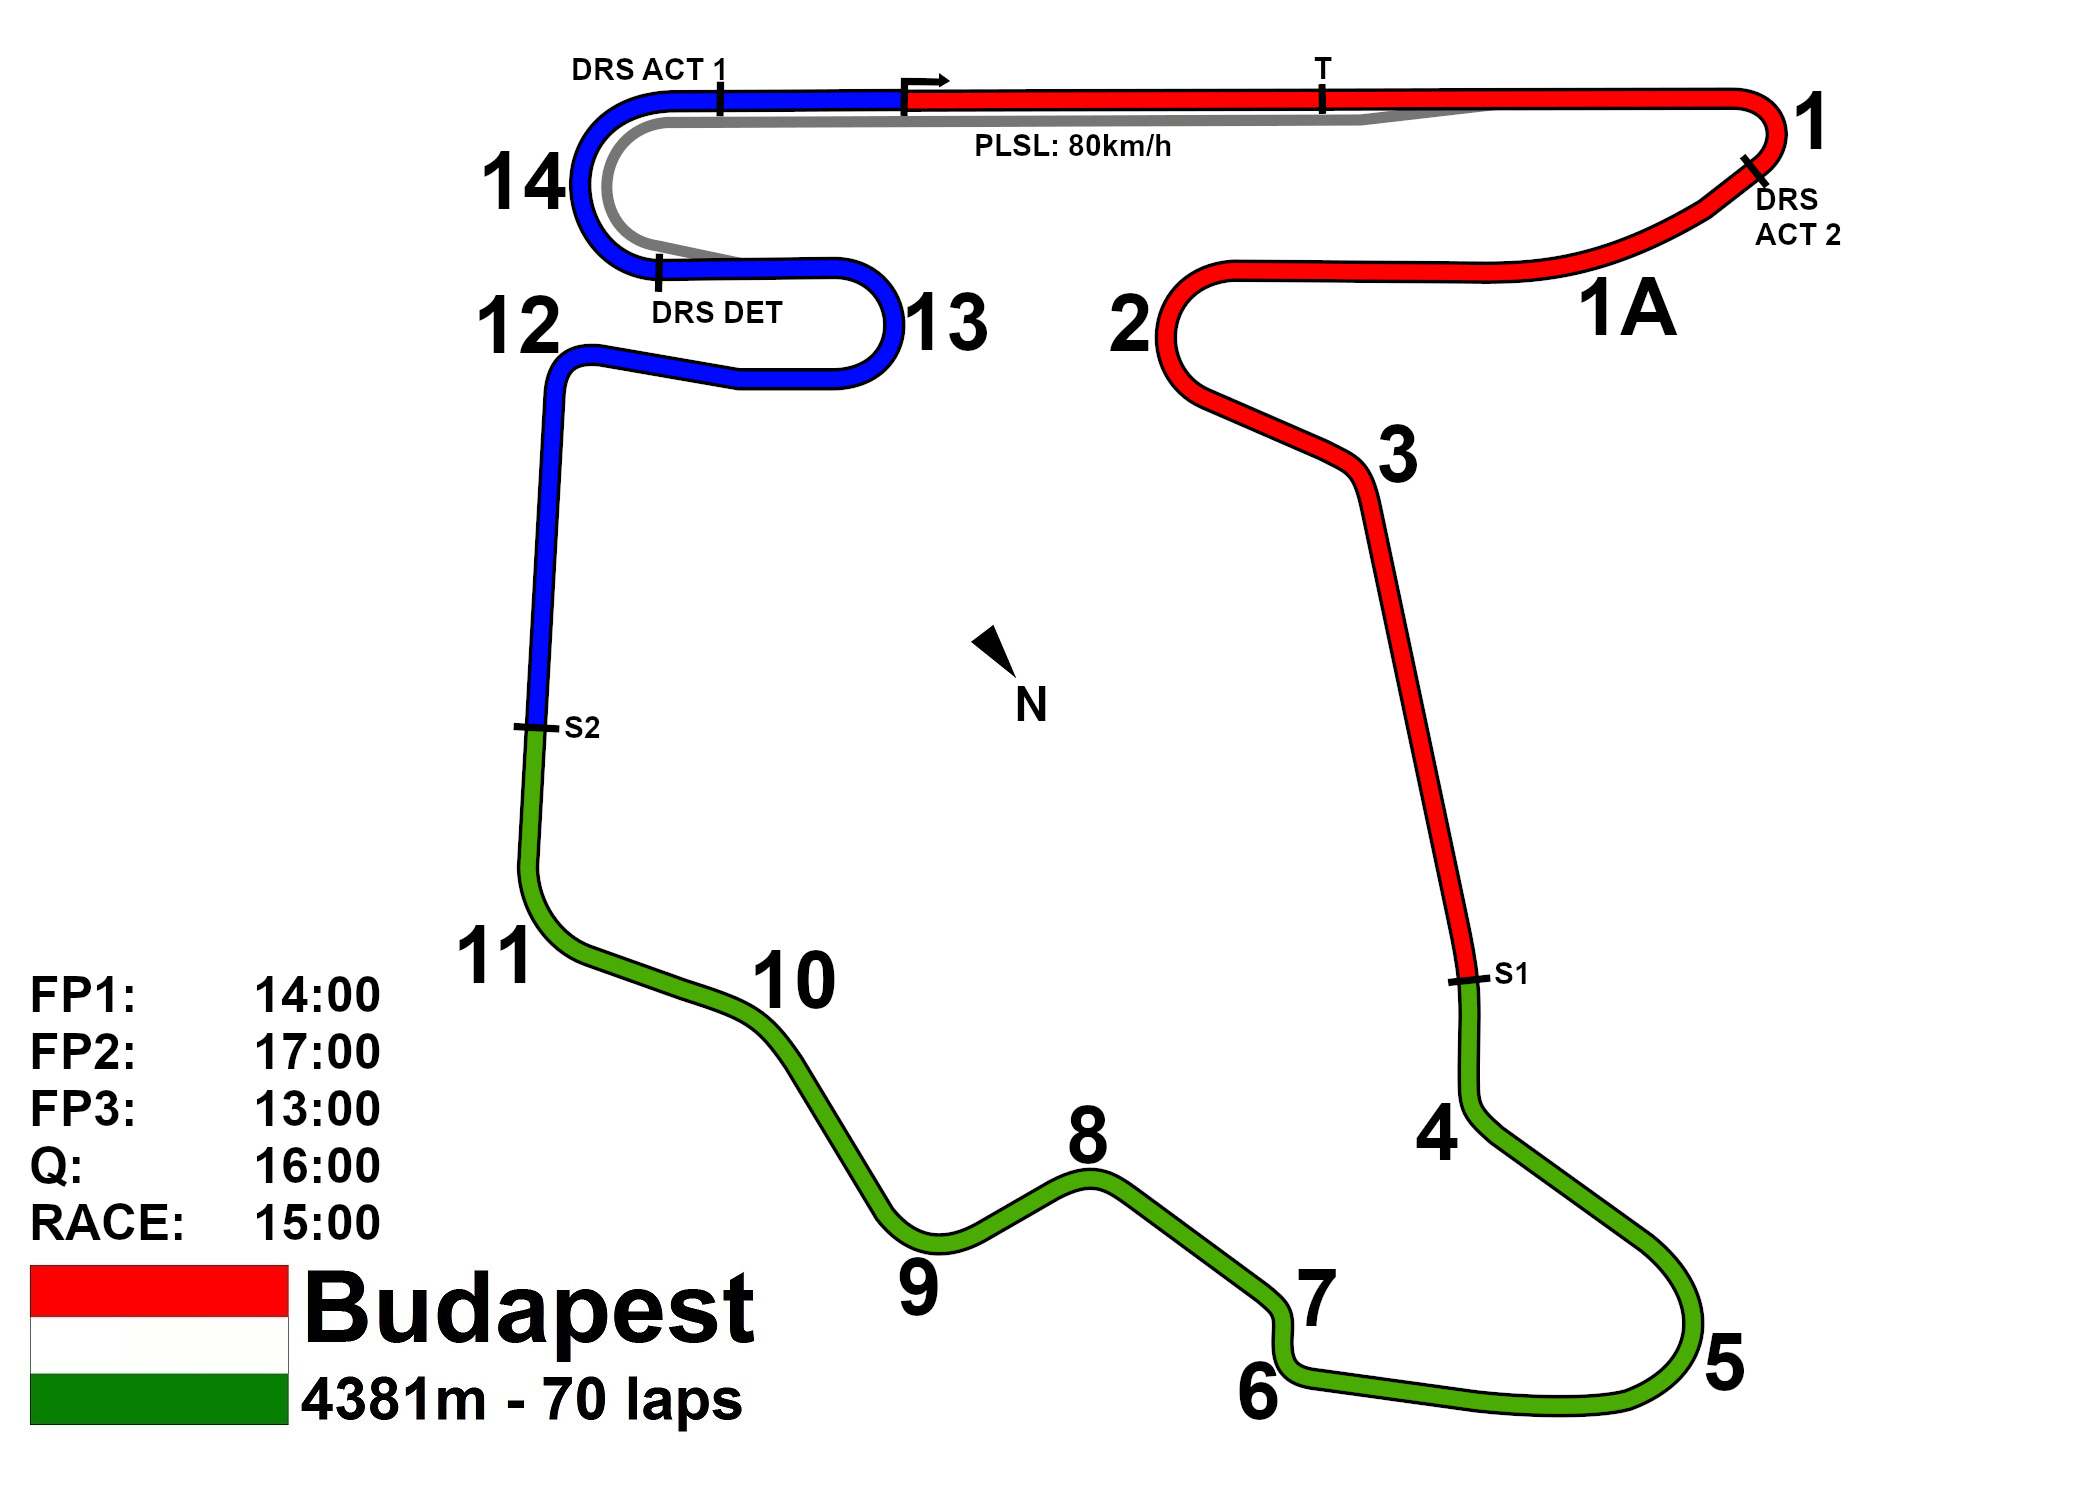 DRS ACT 1
T
1
PLSL: 80km/h
14
DRS
ACT 2
1A
12
DRS DET
13
2
3
N
S2
S1
11
10
4
8
9
7
6
5
FP1: 14:00
FP2: 17:00
FP3: 13:00
Q: 16:00
RACE: 15:00
Budapest
4381m - 70 laps